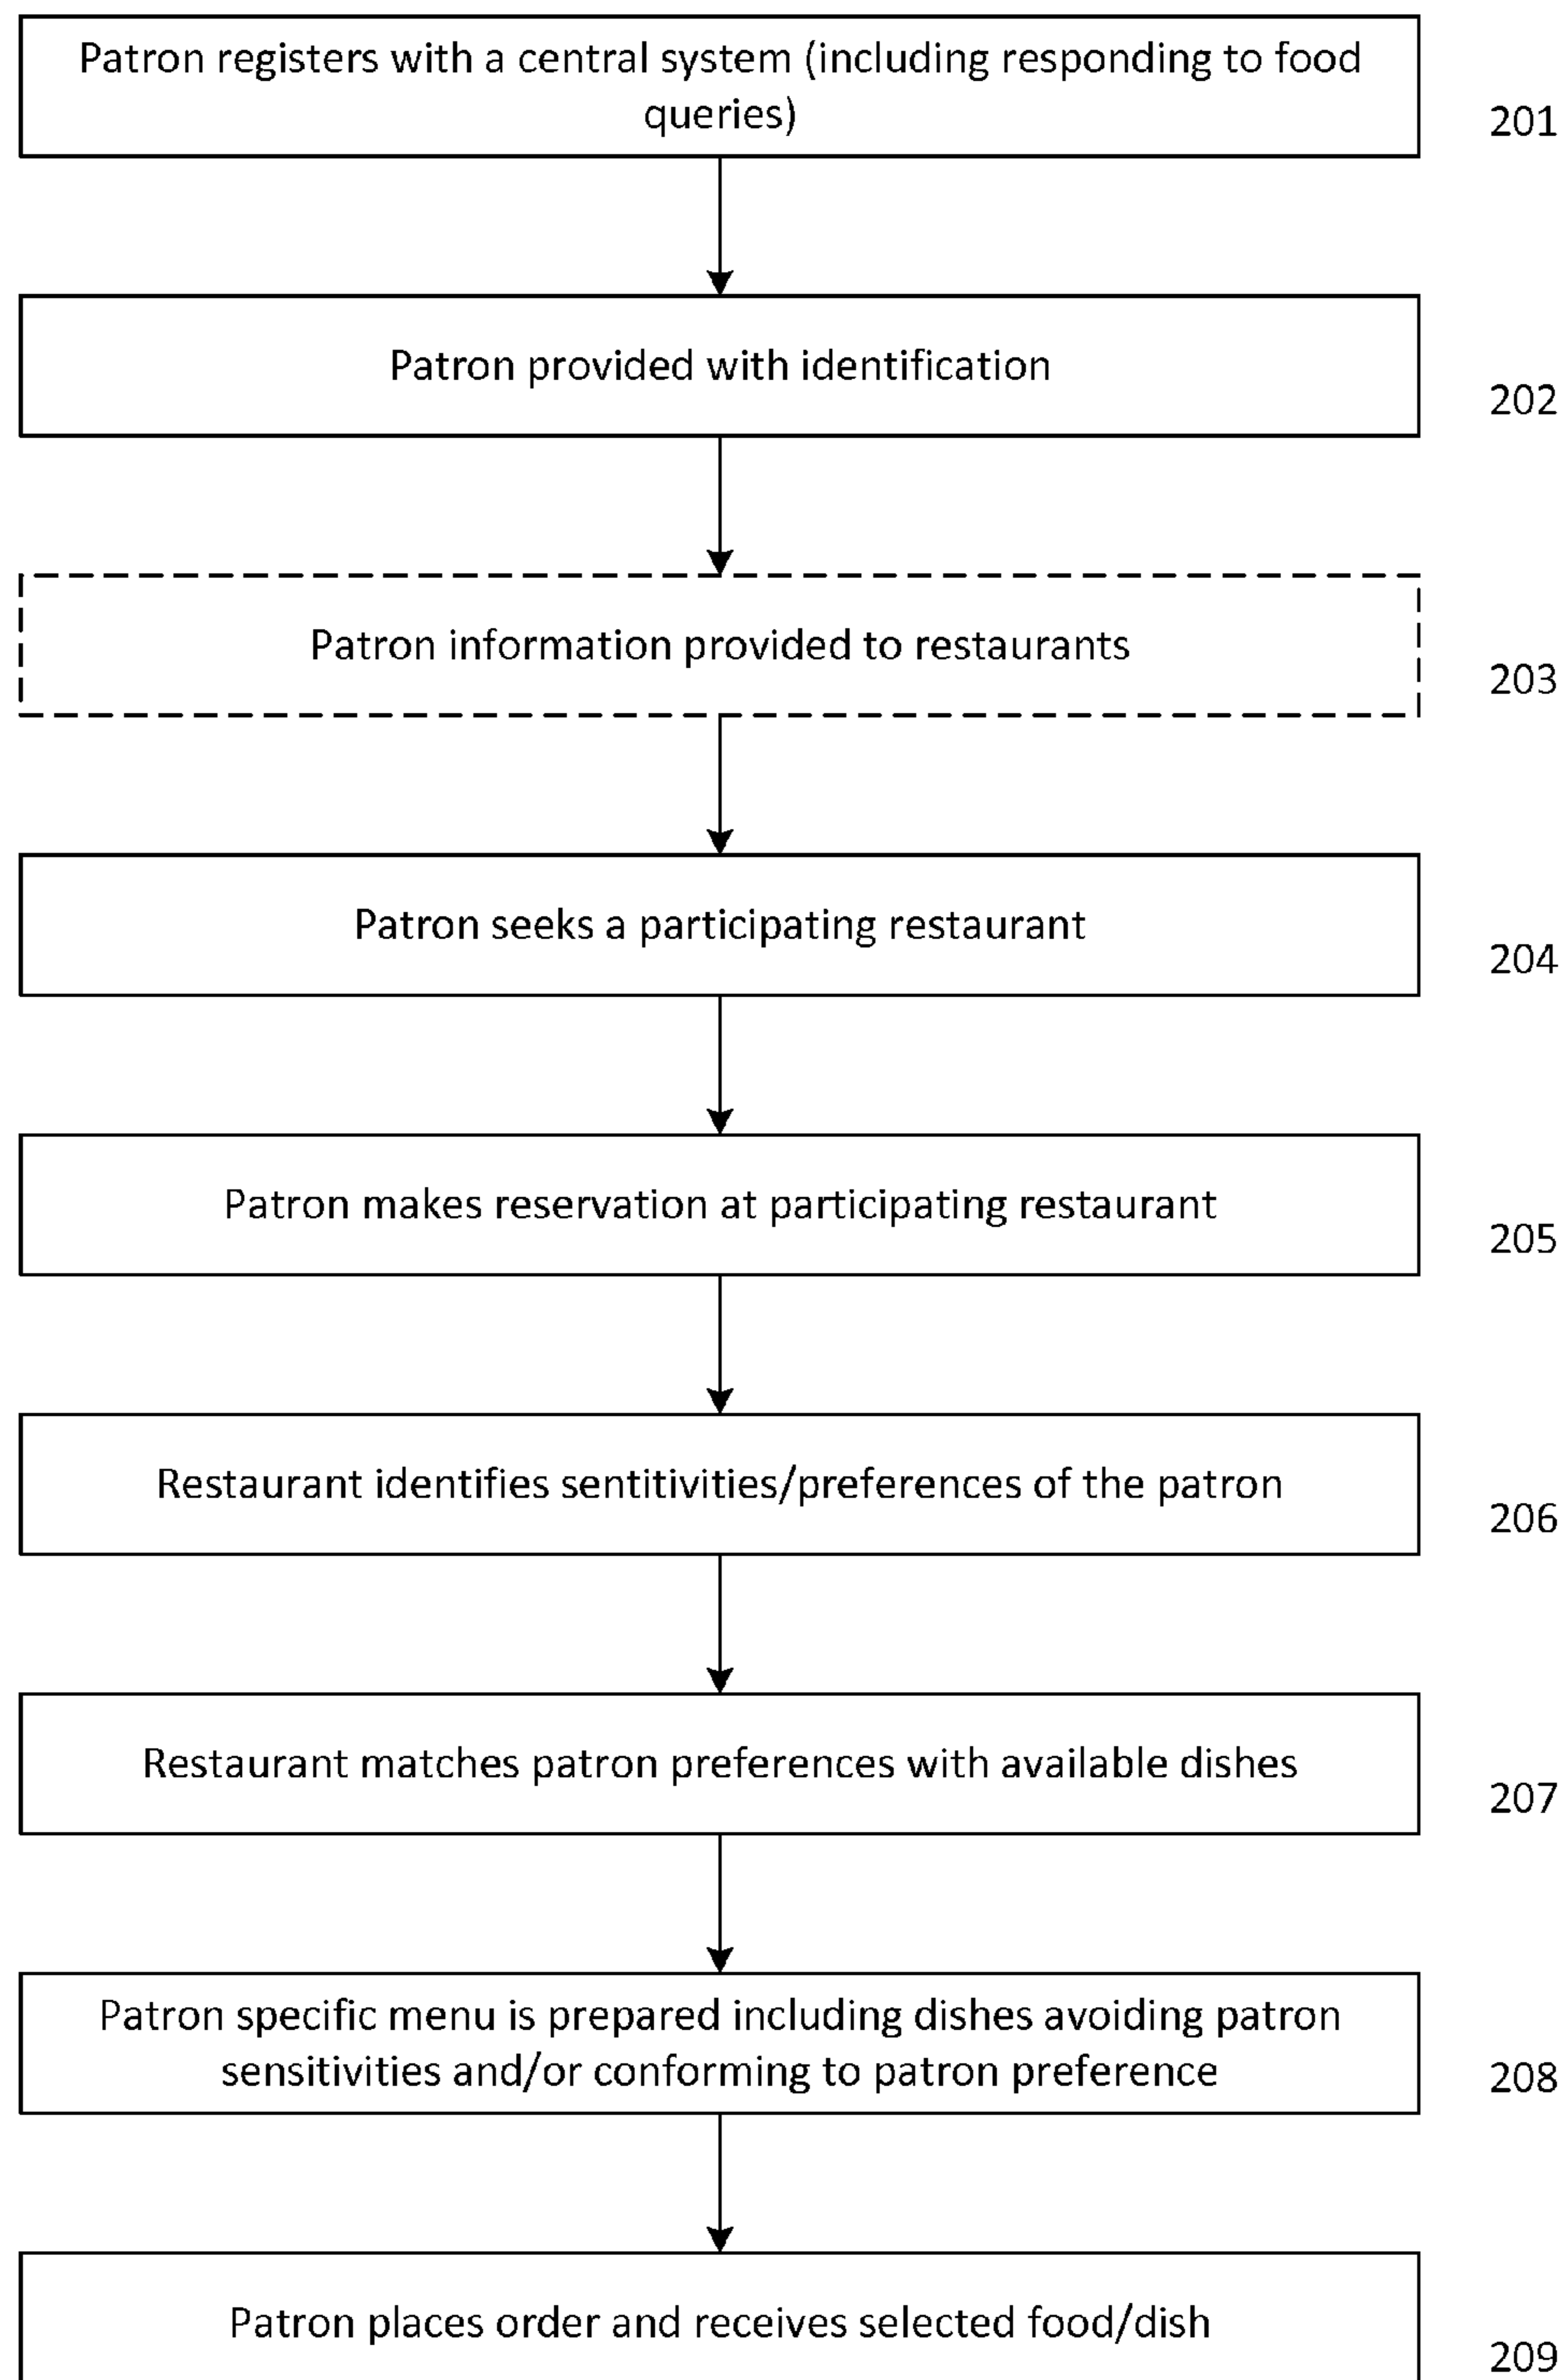 Patron registers with a central system (including responding to food
queries)
201
Patron provided with identification
202
Patron information provided to restaurants
203
Patron seeks a participating restaurant
204
Patron makes reservation at participating restaurant
205
Restaurant identifies sentitivities/preferences of the patron
206
Restaurant matches patron preferences with available dishes
207
Patron specific menu is prepared including dishes avoiding patron
sensitivities and/or conforming to patron preference
208
Patron places order and receives selected food/dish
209